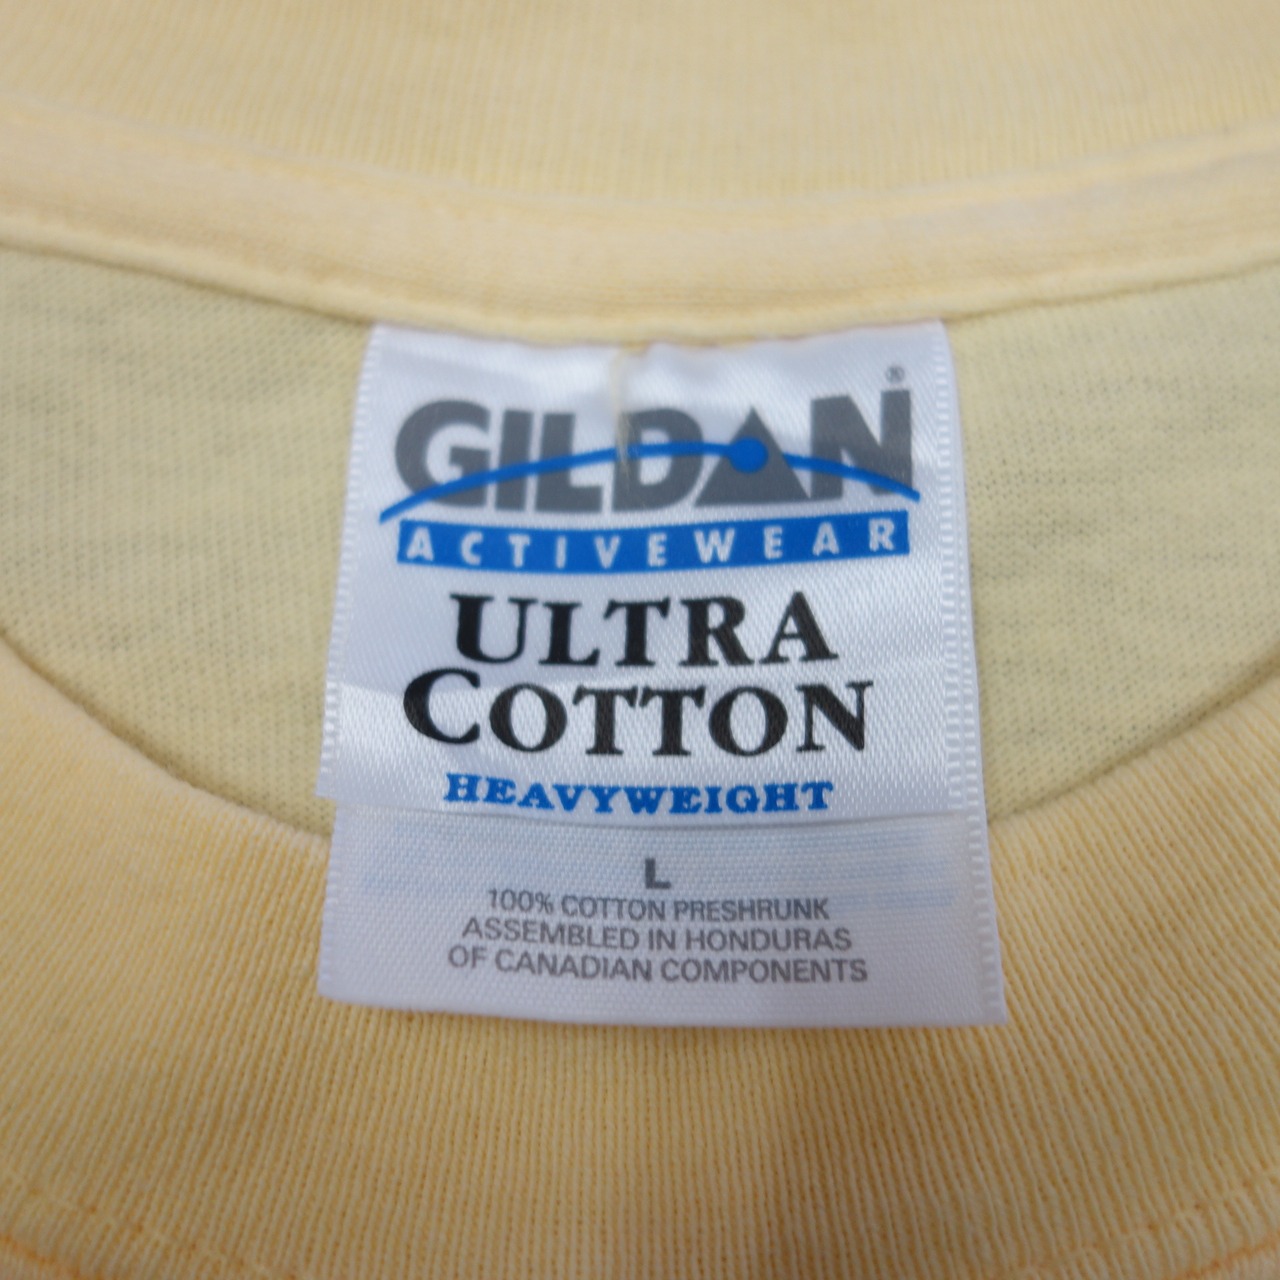 GILDAN®
ACTIVEWEAR
ULTRA
COTTON
HEAVYWEIGHT
L
100% COTTON PRESHRUNK
ASSEMBLED IN HONDURAS
OF CANADIAN COMPONENTS